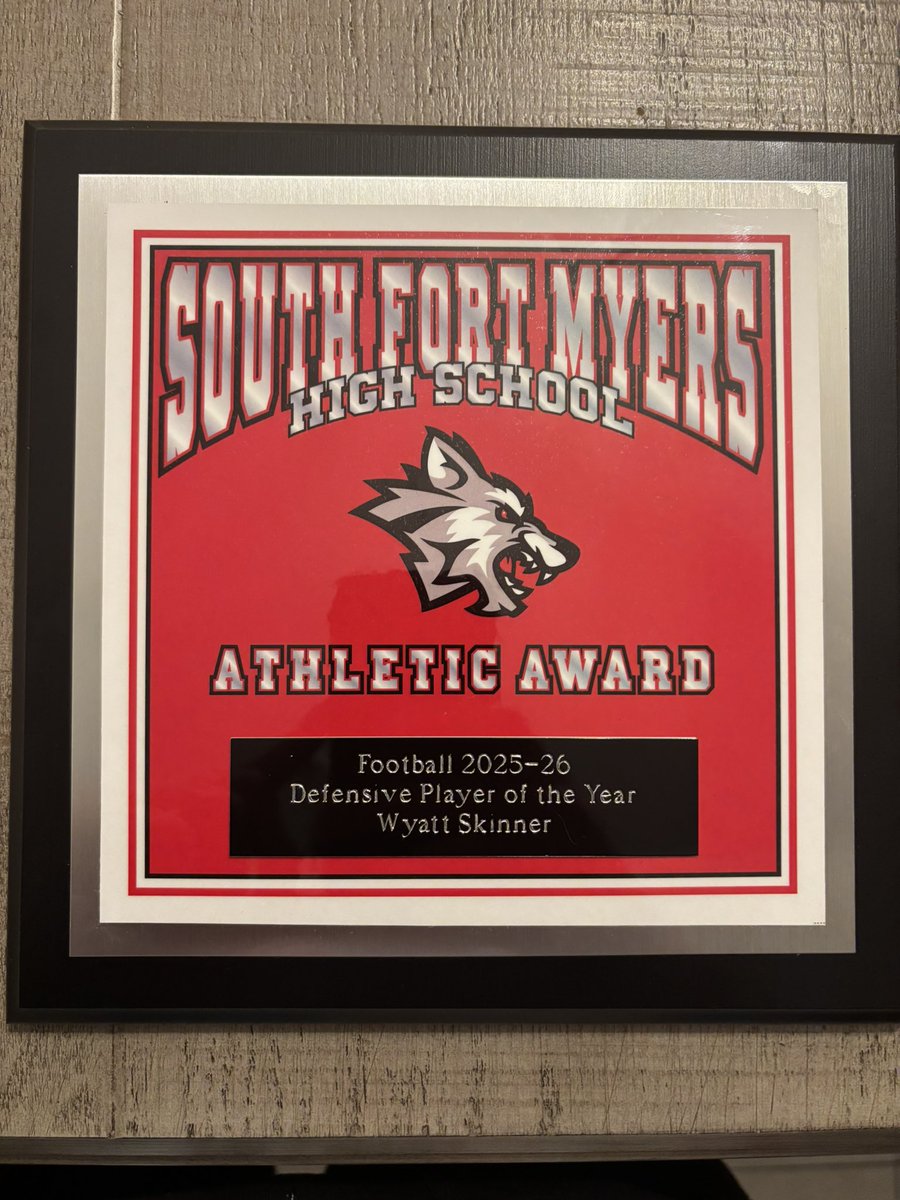 SOUTH FORT MYERS
HIGH SCHOOL
ATHLETIC AWARD
Football 2025-26
Defensive Player of the Year
Wyatt Skinner